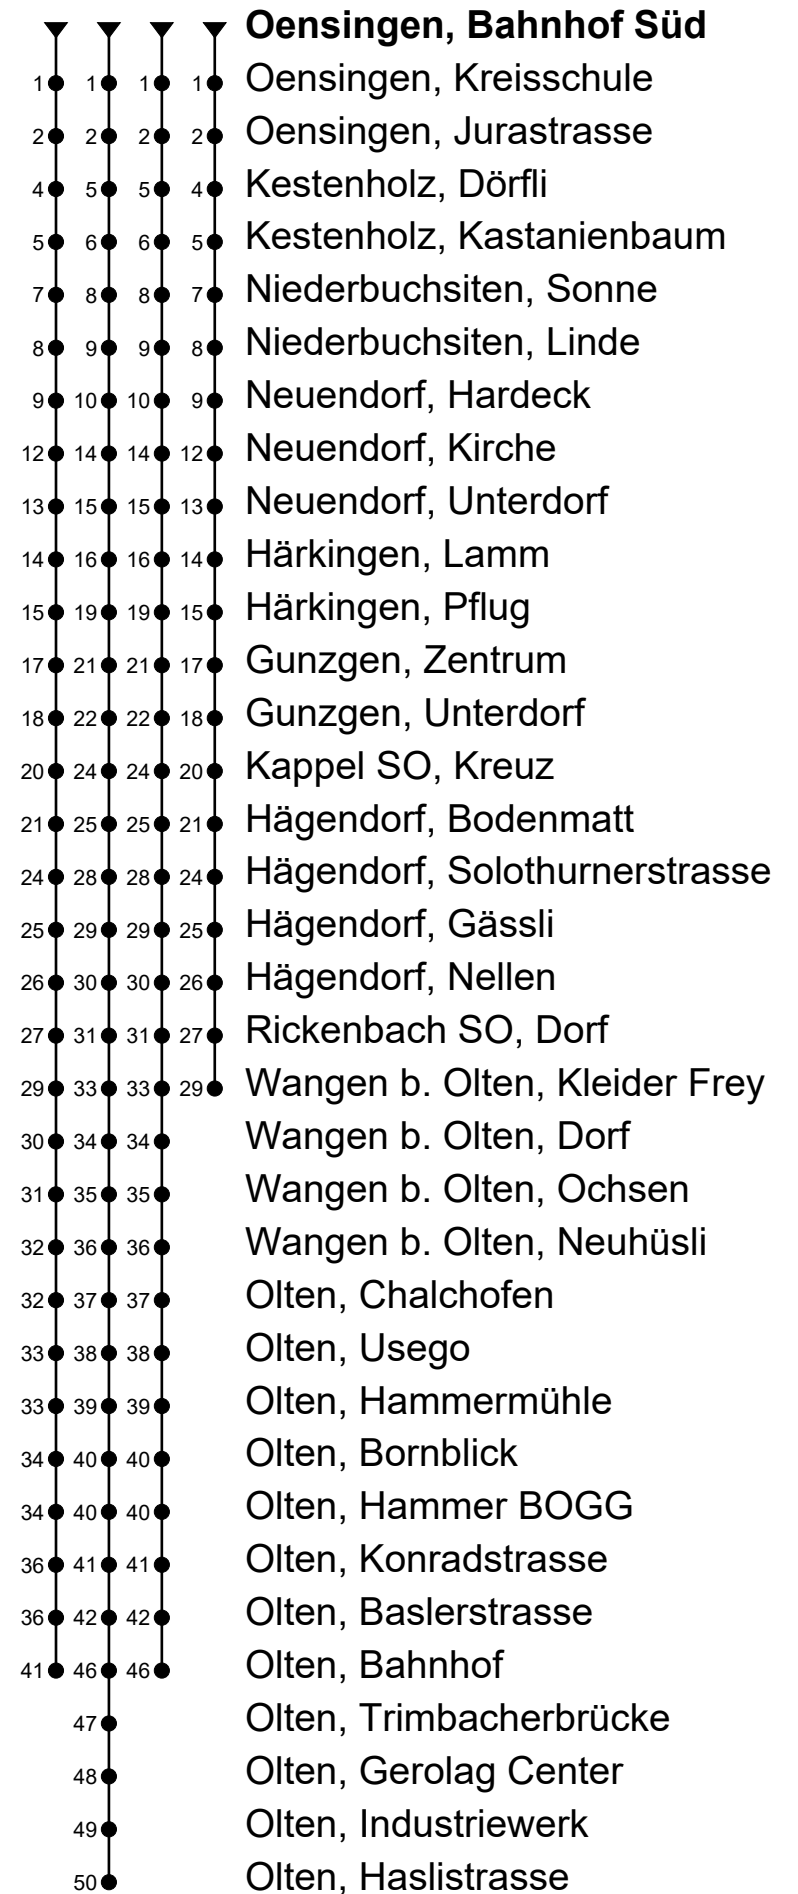 Oensingen, Bahnhof Süd
1 1 1 1 Oensingen, Kreisschule
2 2 2 2 Oensingen, Jurastrasse
4 5 5 4 Kestenholz, Dörfli
5 6 6 5 Kestenholz, Kastanienbaum
7 8 8 7 Niederbuchsiten, Sonne
8 9 9 8 Niederbuchsiten, Linde
9 10 10 9 Neuendorf, Hardeck
12 14 14 12 Neuendorf, Kirche
13 15 15 13 Neuendorf, Unterdorf
14 16 16 14 Härkingen, Lamm
15 19 19 15 Härkingen, Pflug
17 21 21 17 Gunzgen, Zentrum
18 22 22 18 Gunzgen, Unterdorf
20 24 24 20 Kappel SO, Kreuz
21 25 25 21 Hägendorf, Bodenmatt
24 28 28 24 Hägendorf, Solothurnerstrasse
25 29 29 25 Hägendorf, Gässli
26 30 30 26 Hägendorf, Nellen
27 31 31 27 Rickenbach SO, Dorf
29 33 33 29 Wangen b. Olten, Kleider Frey
30 34 34 Wangen b. Olten, Dorf
31 35 35 Wangen b. Olten, Ochsen
32 36 36 Wangen b. Olten, Neuhüsli
32 37 37 Olten, Chalchofen
33 38 38 Olten, Usego
33 39 39 Olten, Hammermühle
34 40 40 Olten, Bornblick
34 40 40 Olten, Hammer BOGG
36 41 41 Olten, Konradstrasse
36 42 42 Olten, Baslerstrasse
41 46 46 Olten, Bahnhof
47 Olten, Trimbacherbrücke
48 Olten, Gerolag Center
49 Olten, Industriewerk
50 Olten, Haslistrasse